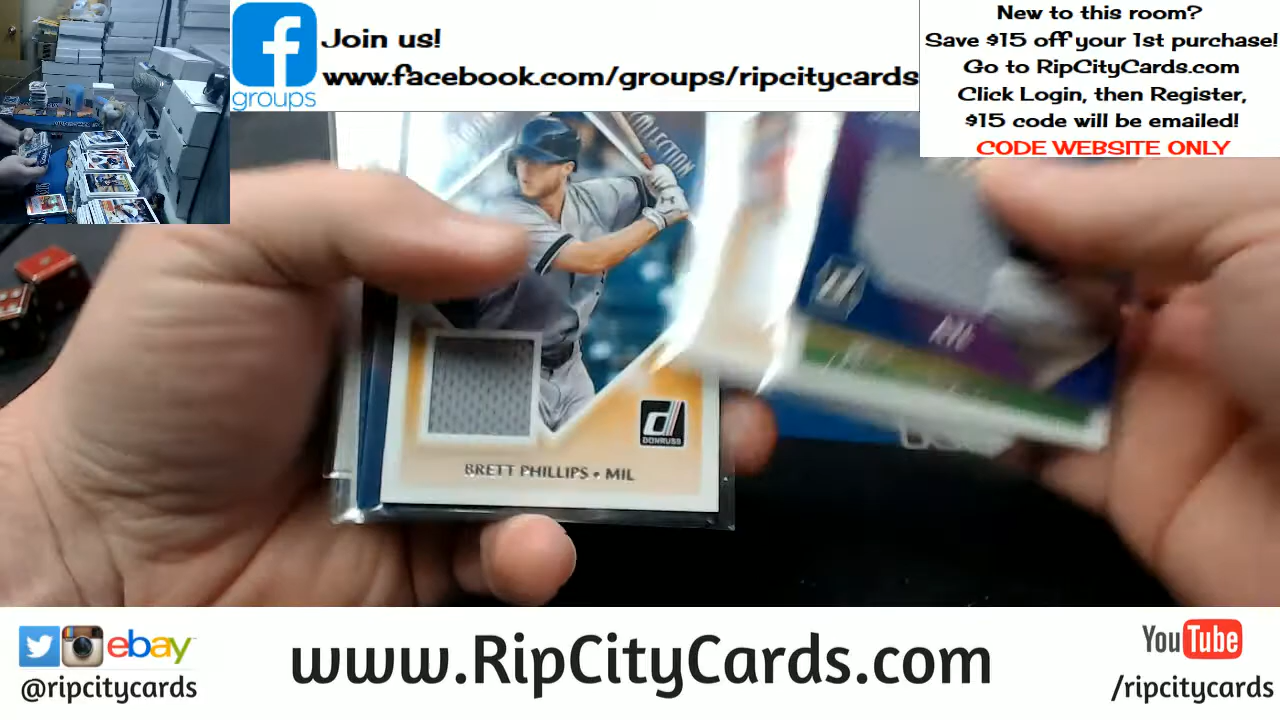 groups
Join us!
www.facebook.com/groups/ripcitycards
New to this room?
Save $15 off your 1st purchase!
Go to RipCityCards.com
Click Login, then Register,
$15 code will be emailed!
CODE WEBSITE ONLY
COLLECTION
d
DONRUSS
BRETT PHILLIPS • MIL
ebay
@ripcitycards
www.RipCityCards.com
YouTube
/ripcitycards